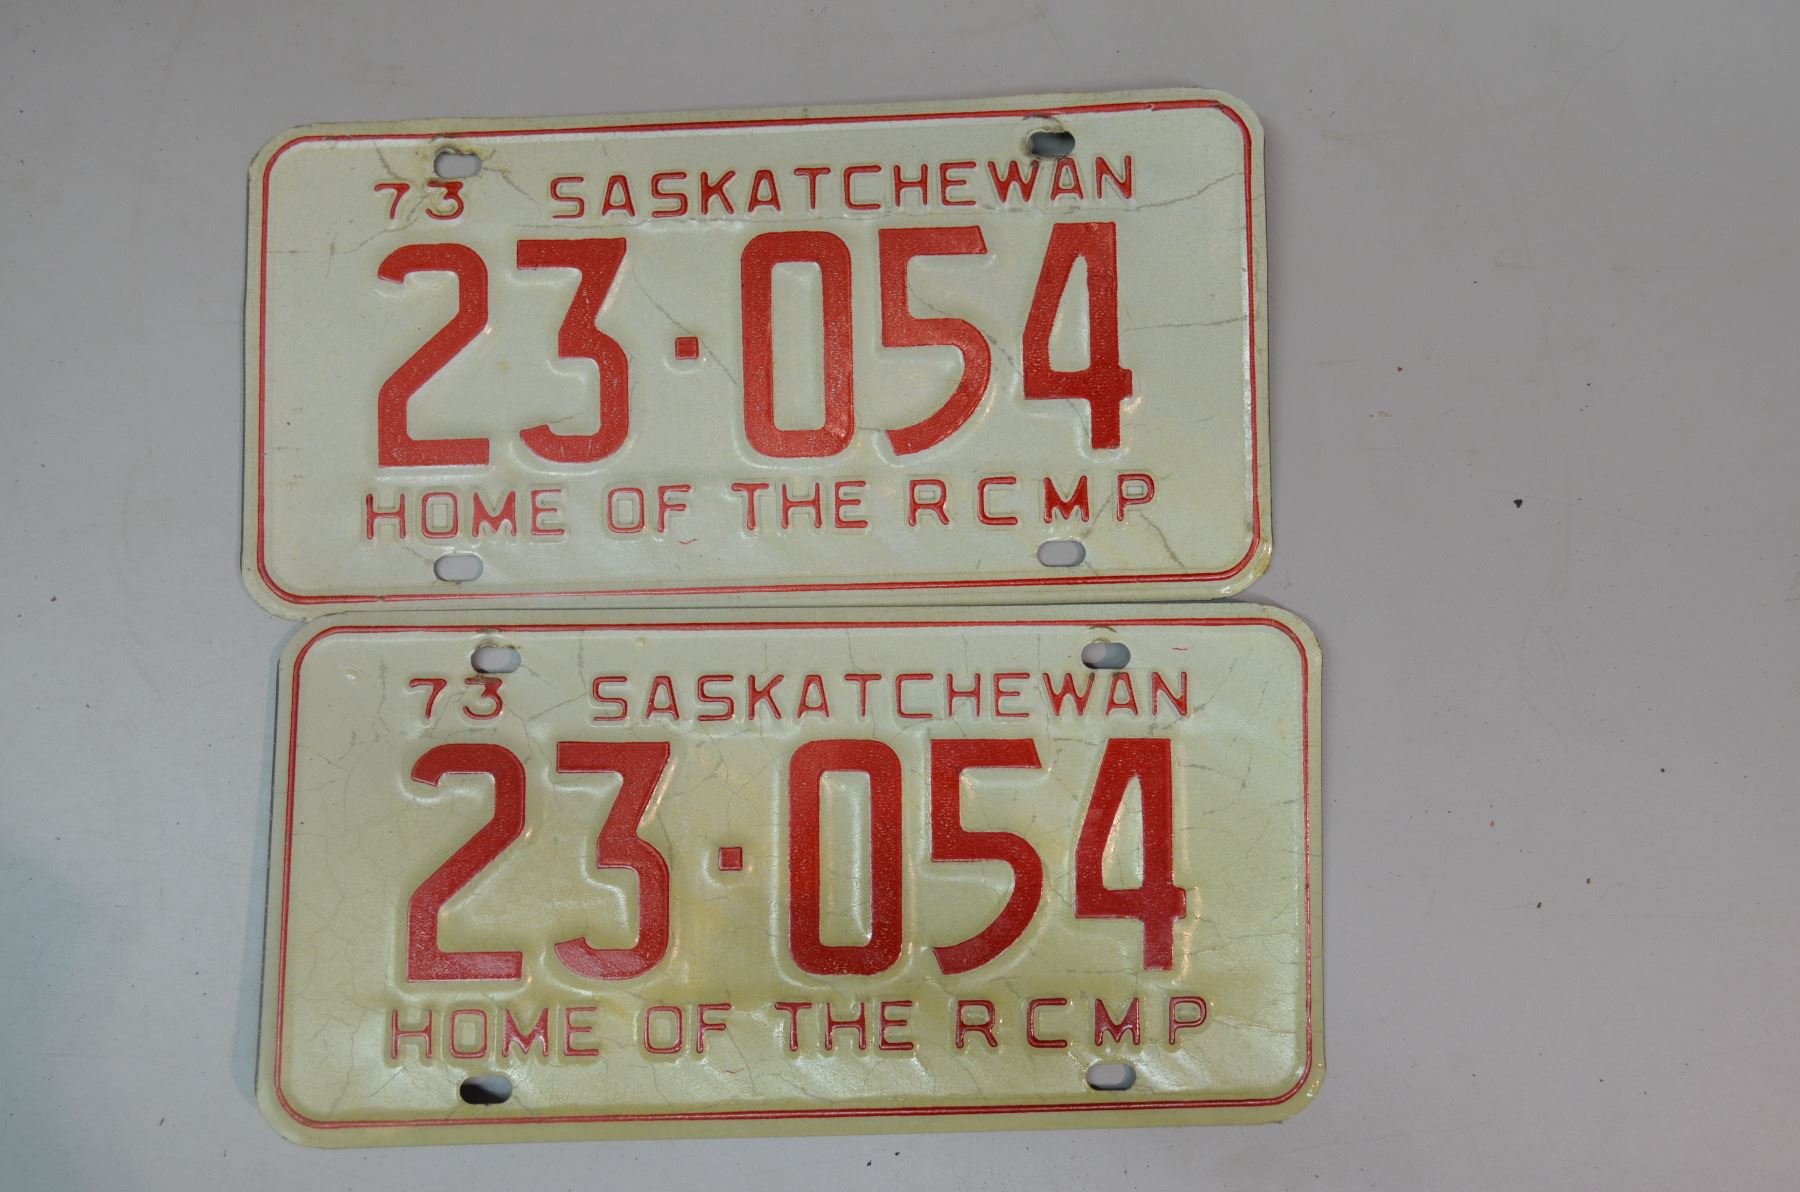 73 SASKATCHEWAN
23·054
HOME OF THE RCMP
73 SASKATCHEWAN
23·054
HOME OF THE RCMP